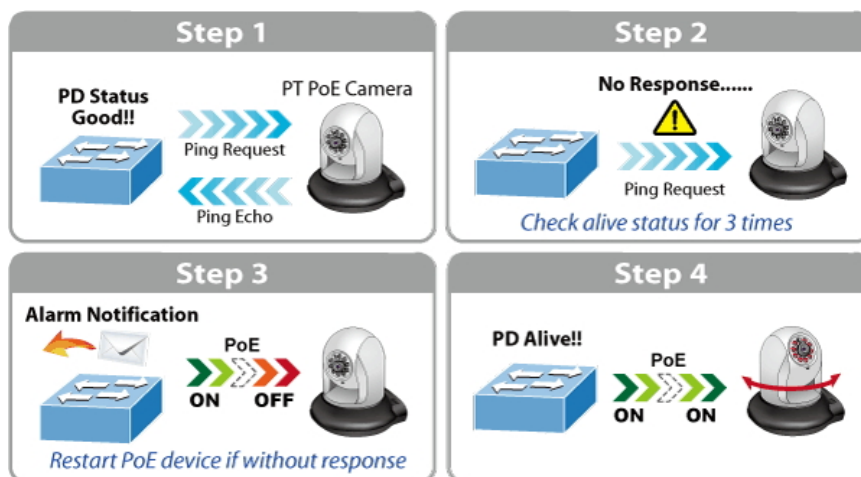 Step 1
PD Status
Good!!
PT PoE Camera
Ping Request
Ping Echo
Step 2
No Response......
Ping Request
Check alive status for 3 times
Step 3
Alarm Notification
PoE
ON
OFF
Restart PoE device if without response
Step 4
PD Alive!!
PoE
ON
ON